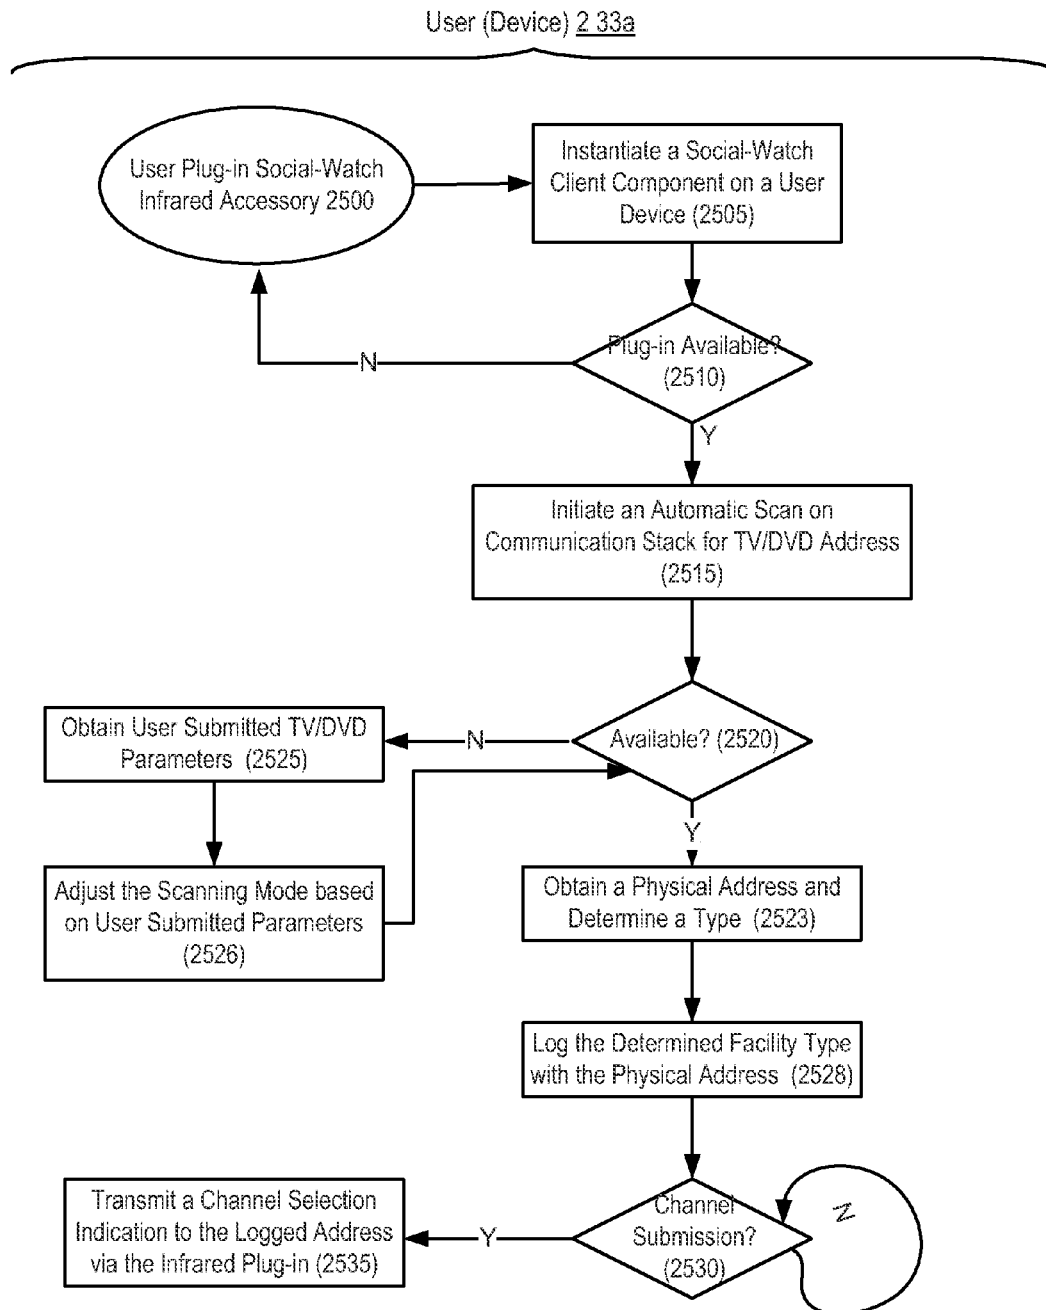 User (Device) 2 33a
User Plug-in Social-Watch
Infrared Accessory 2500
Instantiate a Social-Watch
Client Component on a User
Device (2505)
Plug-in Available?
(2510)
N
Y
Initiate an Automatic Scan on
Communication Stack for TV/DVD Address
(2515)
Available? (2520)
N
Obtain User Submitted TV/DVD
Parameters (2525)
Adjust the Scanning Mode based
on User Submitted Parameters
(2526)
Y
Obtain a Physical Address and
Determine a Type (2523)
Log the Determined Facility Type
with the Physical Address (2528)
Channel
Submission?
(2530)
N
Y
Transmit a Channel Selection
Indication to the Logged Address
via the Infrared Plug-in (2535)